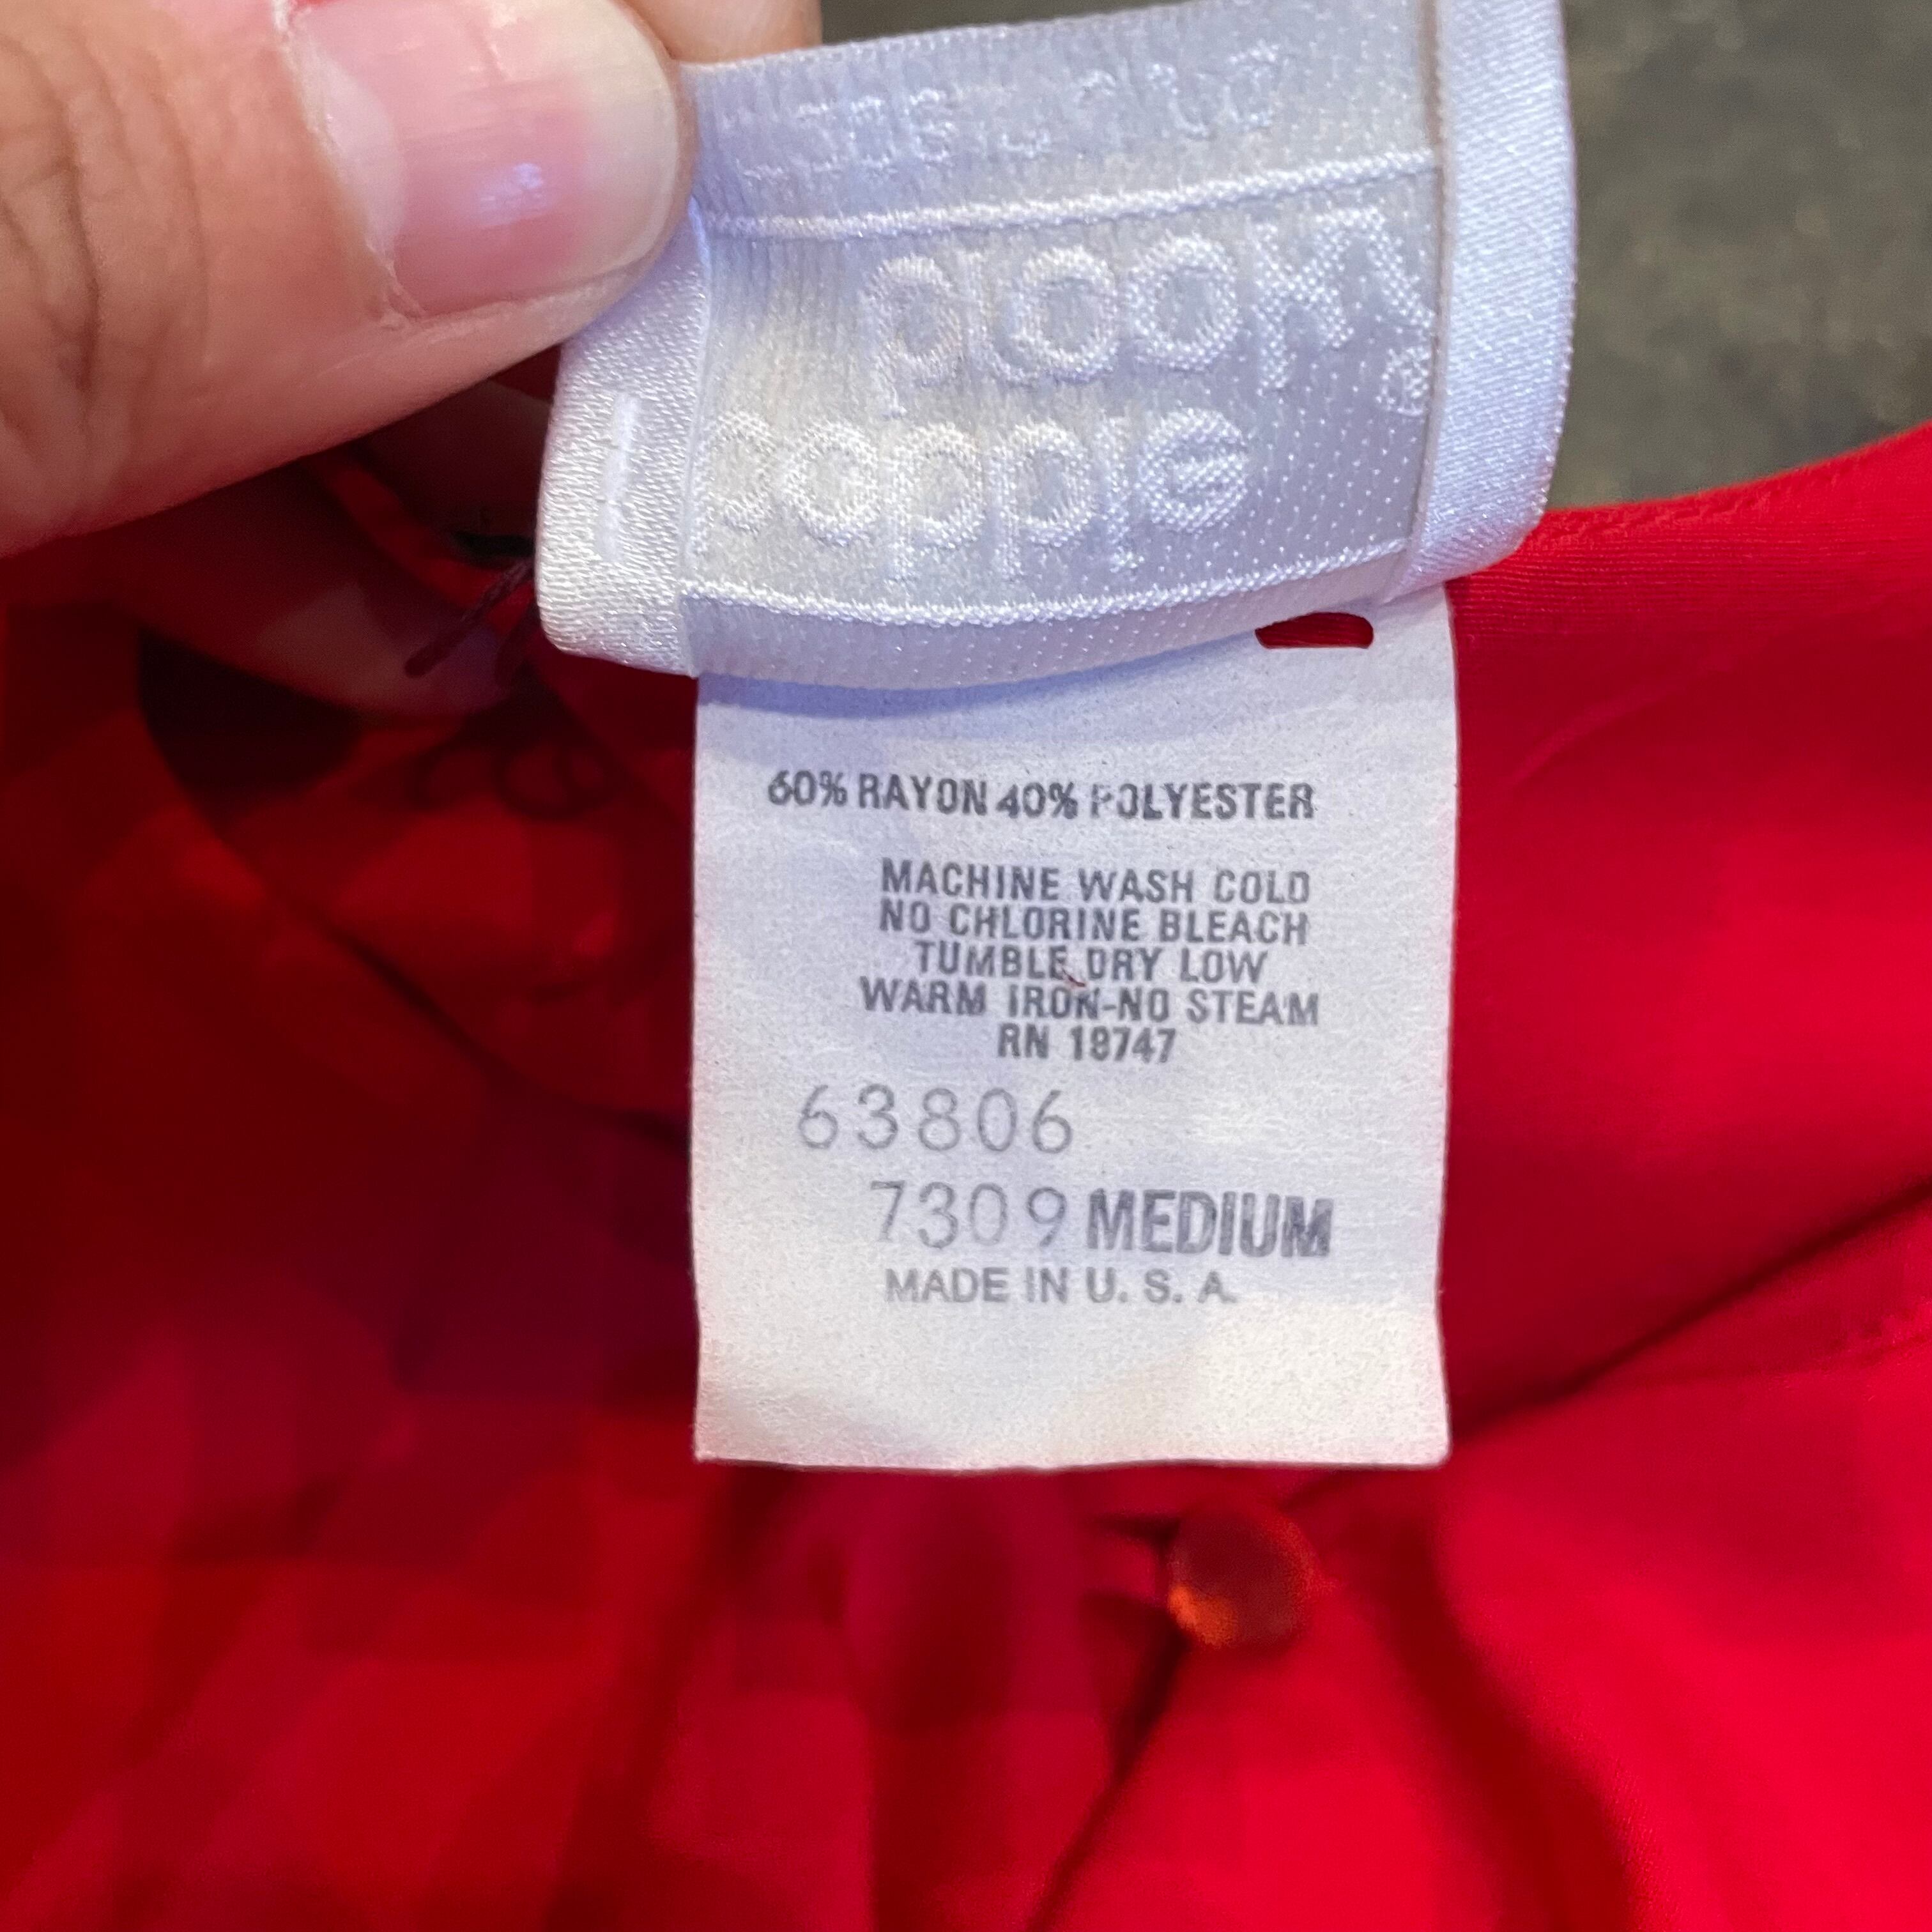 60% RAYON 40% POLYESTER
MACHINE WASH COLD
NO CHLORINE BLEACH
TUMBLE DRY LOW
WARM IRON-NO STEAM
RN 18747
63806
7309 MEDIUM
MADE IN U. S. A.